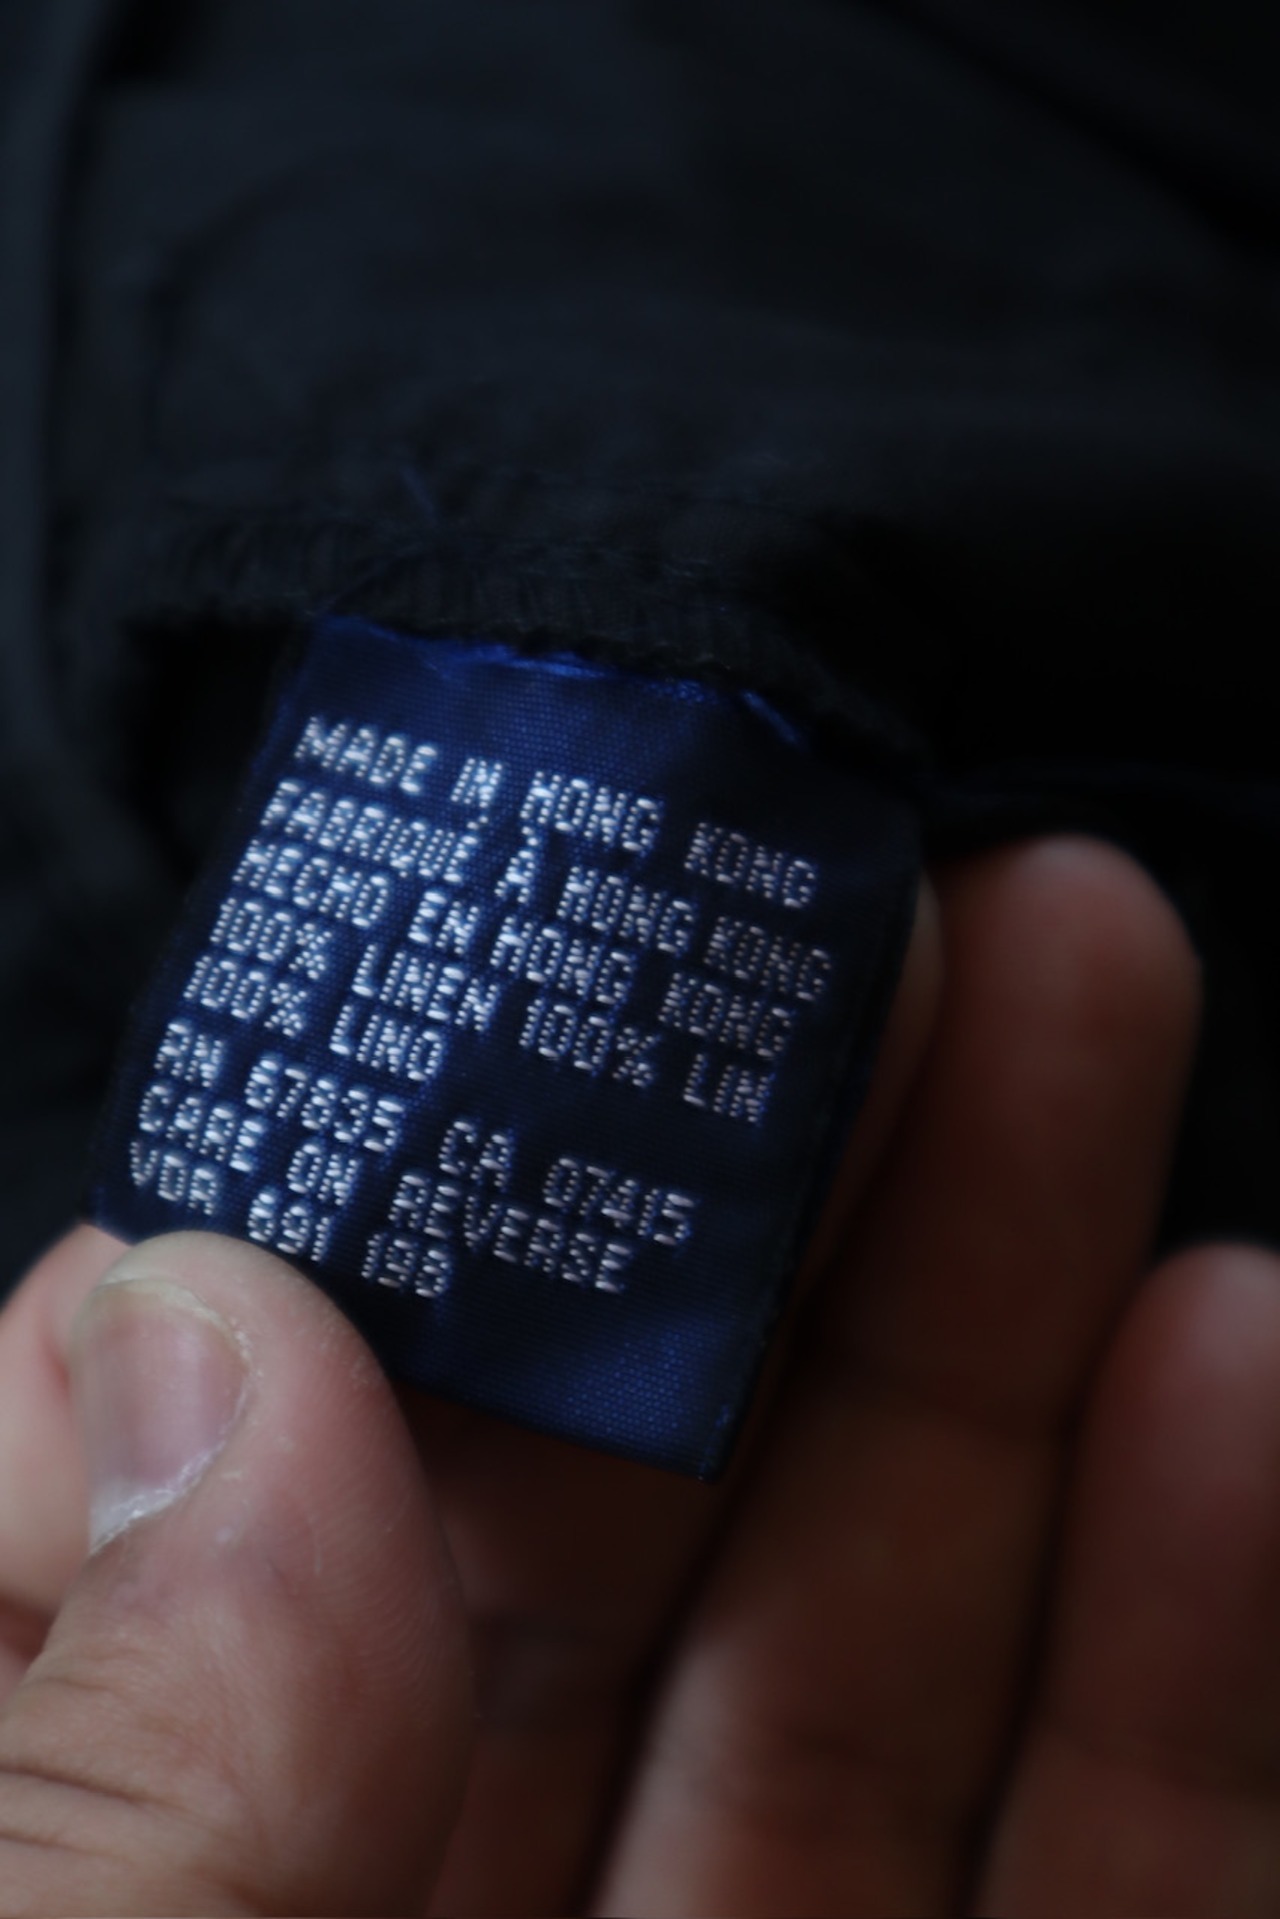 MADE IN HONG KONG
FABRIQUÉ À HONG KONG
HECHO EN HONG KONG
100% LINEN 100% LIN
100% LINO
RN 67835 CA 07415
CARE ON REVERSE
VDR 691 198